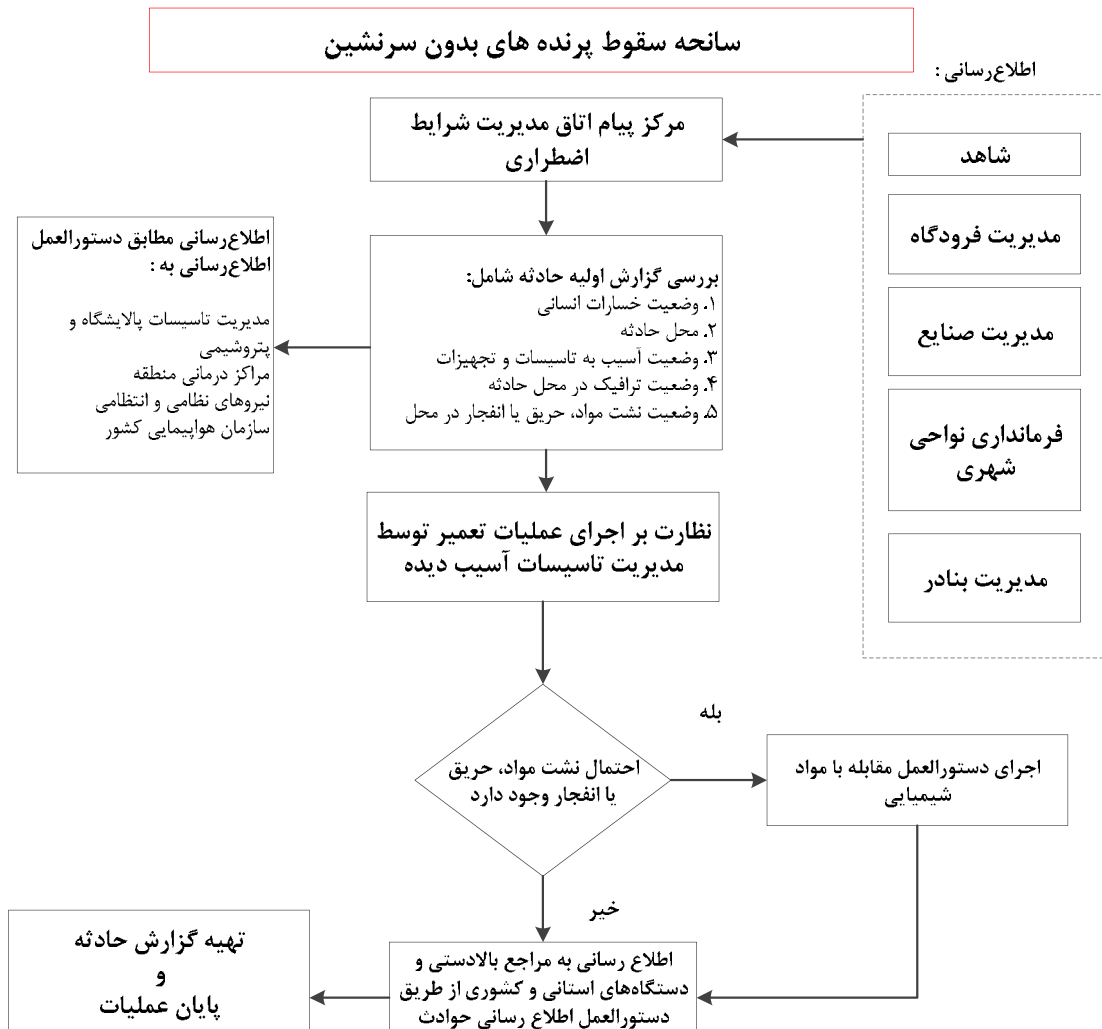 سانحه سقوط پرنده های بدون سرنشین
اطلاع‌رسانی :
شاهد
مدیریت فرودگاه
مدیریت صنایع
فرمانداری نواحی
شهری
مدیریت بنادر
مرکز پیام اتاق مدیریت شرایط
اضطراری
بررسی گزارش اولیه حادثه شامل:
۱. وضعیت خسارات انسانی
۲. محل حادثه
۳. وضعیت آسیب به تاسیسات و تجهیزات
۴. وضعیت ترافیک در محل حادثه
۵. وضعیت نشت مواد، حریق یا انفجار در محل
اطلاع‌رسانی مطابق دستورالعمل
اطلاع‌رسانی به :
مدیریت تاسیسات پالایشگاه و
پتروشیمی
مراکز درمانی منطقه
نیروهای نظامی و انتظامی
سازمان هواپیمایی کشور
نظارت بر اجرای عملیات تعمیر توسط
مدیریت تاسیسات آسیب دیده
احتمال نشت مواد، حریق
یا انفجار وجود دارد
بله
اجرای دستورالعمل مقابله با مواد
شیمیایی
خیر
اطلاع رسانی به مراجع بالادستی و
دستگاه‌های استانی و کشوری از طریق
دستورالعمل اطلاع رسانی حوادث
تهیه گزارش حادثه
و
پایان عملیات